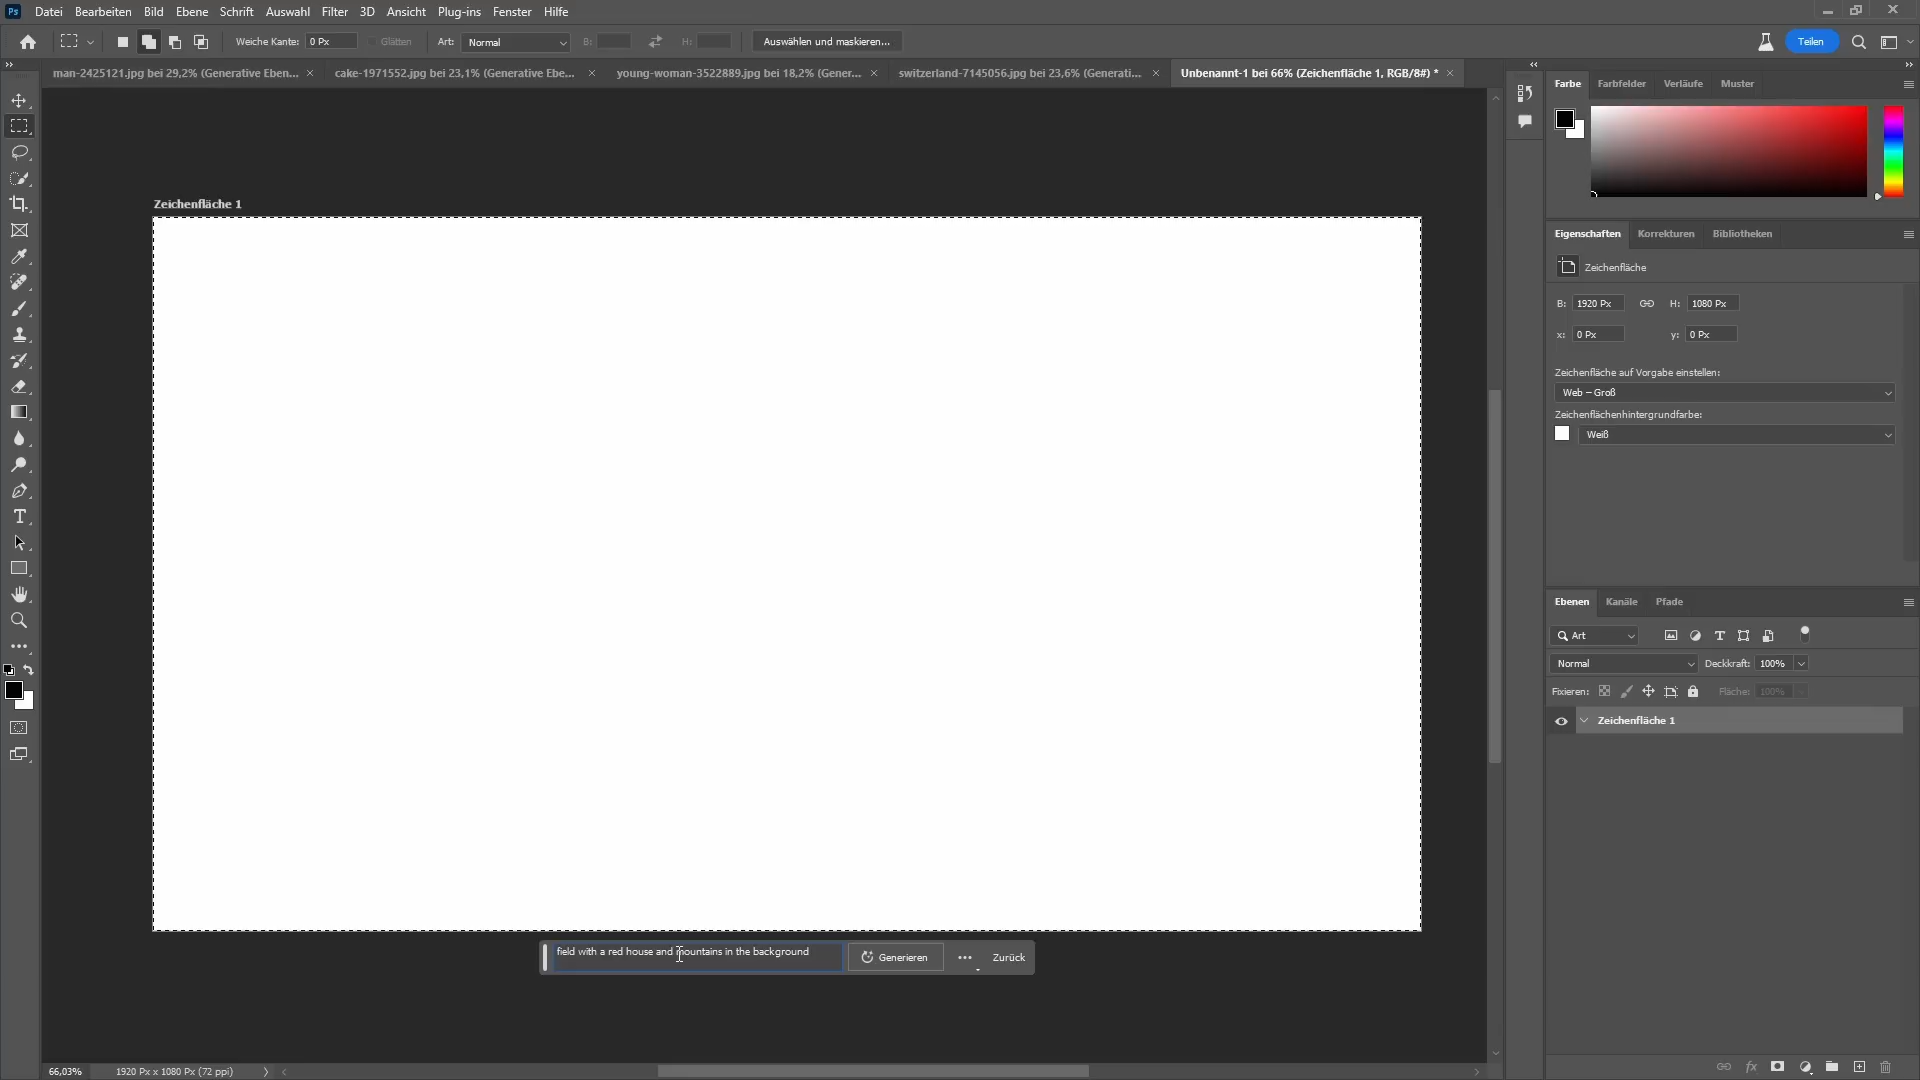 Ps Datei Bearbeiten Bild Ebene Schrift Auswahl Filter 3D Ansicht Plug-ins Fenster Hilfe
Weiche Kante: 0 Px Glätten Art: Normal B: H: Auswählen und maskieren... Teilen
man-2425121.jpg bei 29,2% (Generative Eben... cake-1971552.jpg bei 23,1% (Generative Ebe... young-woman-3522889.jpg bei 18,2% (Gener... switzerland-7145056.jpg bei 23,6% (Generati... Unbenannt-1 bei 66% (Zeichenfläche 1, RGB/8#) *
Farbe Farbfelder Verläufe Muster
Zeichenfläche 1
Eigenschaften Korrekturen Bibliotheken
Zeichenfläche
B: 1920 Px H: 1080 Px
x: 0 Px y: 0 Px
Zeichenfläche auf Vorgabe einstellen:
Web – Groß
Zeichenflächenhintergrundfarbe:
Weiß
Ebenen Kanäle Pfade
Art
Normal Deckkraft: 100%
Fixieren: Fläche: 100%
Zeichenfläche 1
field with a red house and mountains in the background Generieren Zurück
66,03% 1920 Px x 1080 Px (72 ppi)